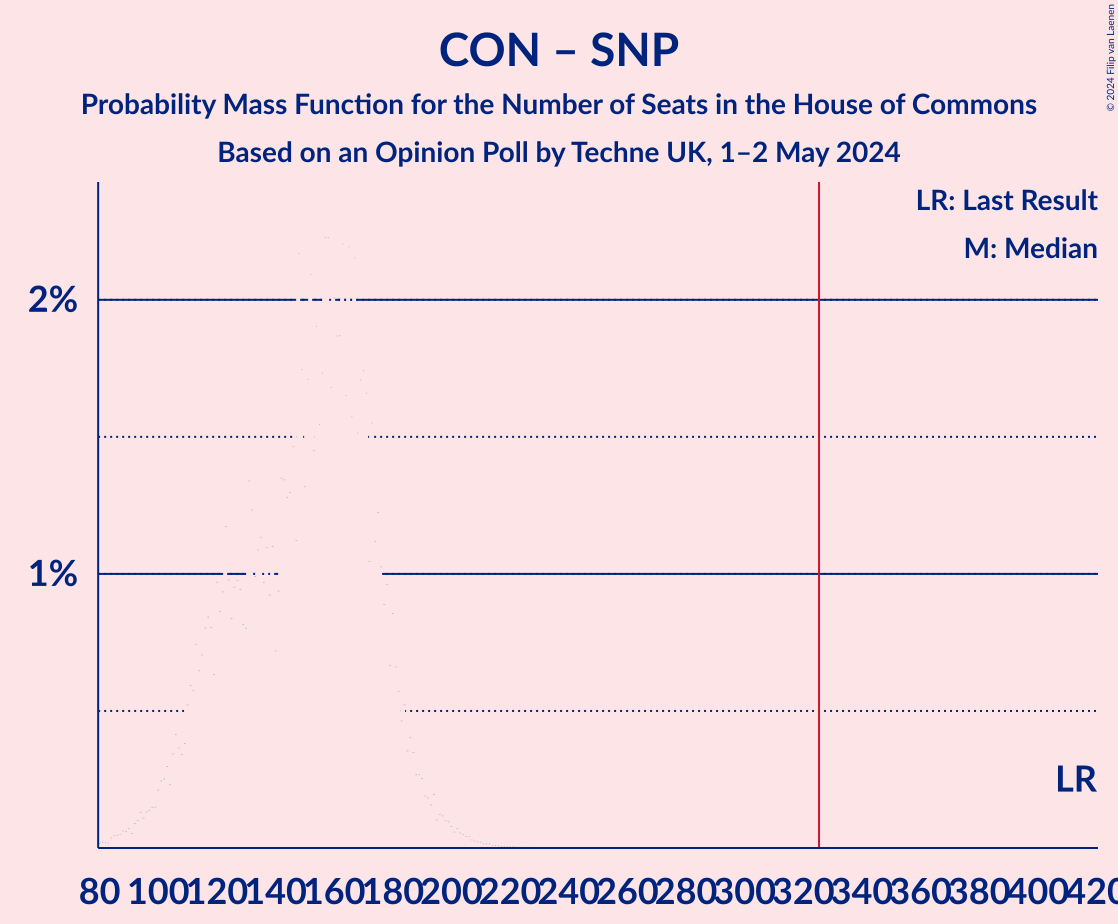 CON – SNP
Probability Mass Function for the Number of Seats in the House of Commons
Based on an Opinion Poll by Techne UK, 1–2 May 2024
© 2024 Filip van Laenen
LR: Last Result
M: Median
2%
1%
LR
80 100 120 140 160 180 200 220 240 260 280 300 320 340 360 380 400 420